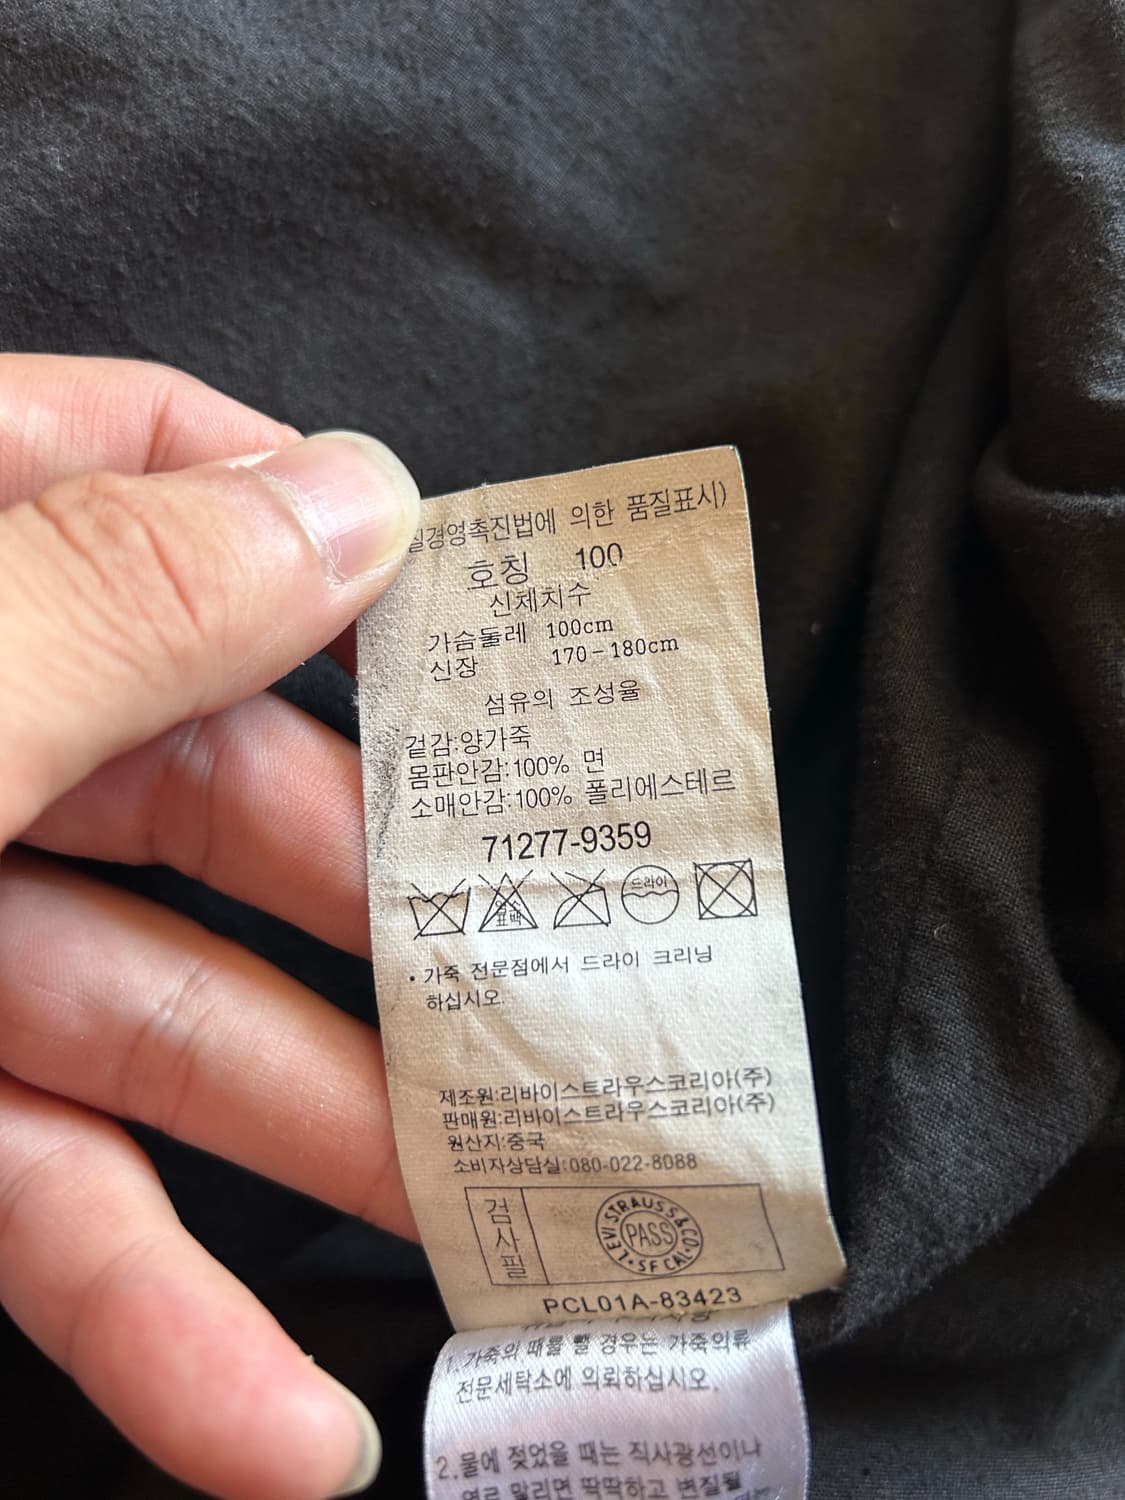 질경영촉진법에 의한 품질표시)
호칭 100
신체치수
가슴둘레 100cm
신장 170-180cm
섬유의 조성율
겉감:양가죽
몸판안감:100% 면
소매안감:100% 폴리에스테르
71277-9359
염소 표백 드라이
• 가죽 전문점에서 드라이 크리닝
하십시오.
제조원:리바이스트라우스코리아(주)
판매원:리바이스트라우스코리아(주)
원산지:중국
소비자상담실:080-022-8088
검사필
LEVI STRAUSS & CO. SF CAL
PASS
PCL01A-83423
1.가죽의 때를 뺄 경우는 가죽의류
전문세탁소에 의뢰하십시오.
2.물에 젖었을 때는 직사광선이나
열로 말리면 딱딱하고 변질될